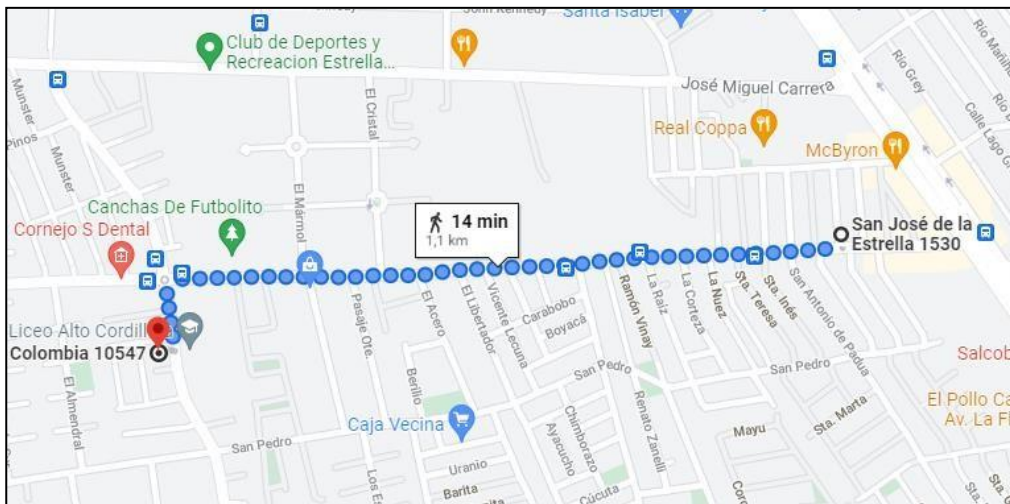 John Kennedy
Santa Isabel
Club de Deportes y
Recreacion Estrella...
Munster
Munster
Pinos
El Cristal
José Miguel Carrera
Río Grey
Real Coppa
McByron
El Mármol
Canchas De Futbolito
Cornejo S Dental
14 min
1,1 km
San José de la
Estrella 1530
Liceo Alto Cordill
Colombia 10547
Pasaje Ote.
El Acero
El Libertador
Vicente Lecuna
Carabobo
Boyacá
Ramón Vinay
La Raíz
La Corteza
La Nuez
Sta. Teresa
Sta. Inés
San Antonio de Padua
San Pedro
San Pedro
San Pedro
El Almendral
Berilio
Caja Vecina
Chimborazo
Ayacucho
Renato Zanelli
Mayu
Sta. Marta
Salcob
El Pollo Ca
Av. La Fl
Los Es
Uranio
Barita
Cúcuta